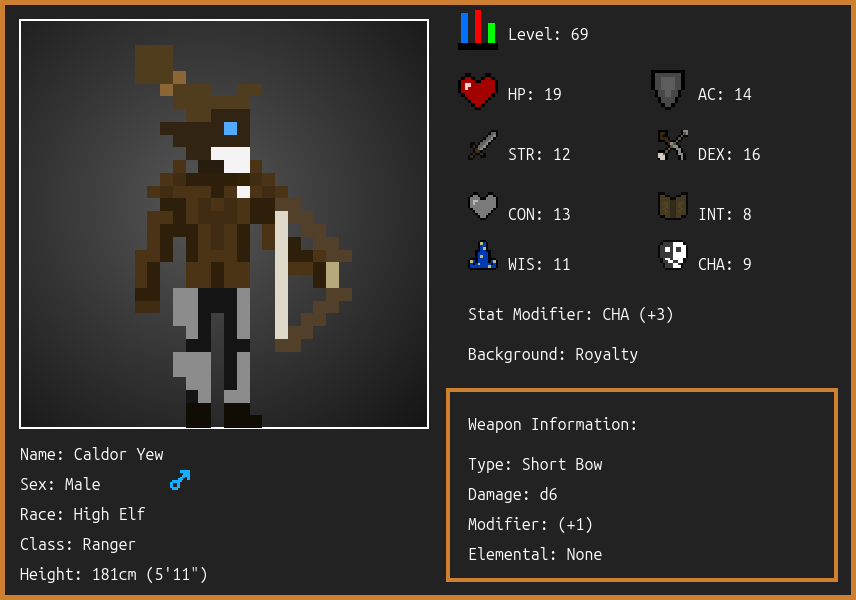 Level: 69
HP: 19
AC: 14
STR: 12
DEX: 16
CON: 13
INT: 8
WIS: 11
CHA: 9
Stat Modifier: CHA (+3)
Background: Royalty
Weapon Information:
Type: Short Bow
Damage: d6
Modifier: (+1)
Elemental: None
Name: Caldor Yew
Sex: Male
Race: High Elf
Class: Ranger
Height: 181cm (5'11")